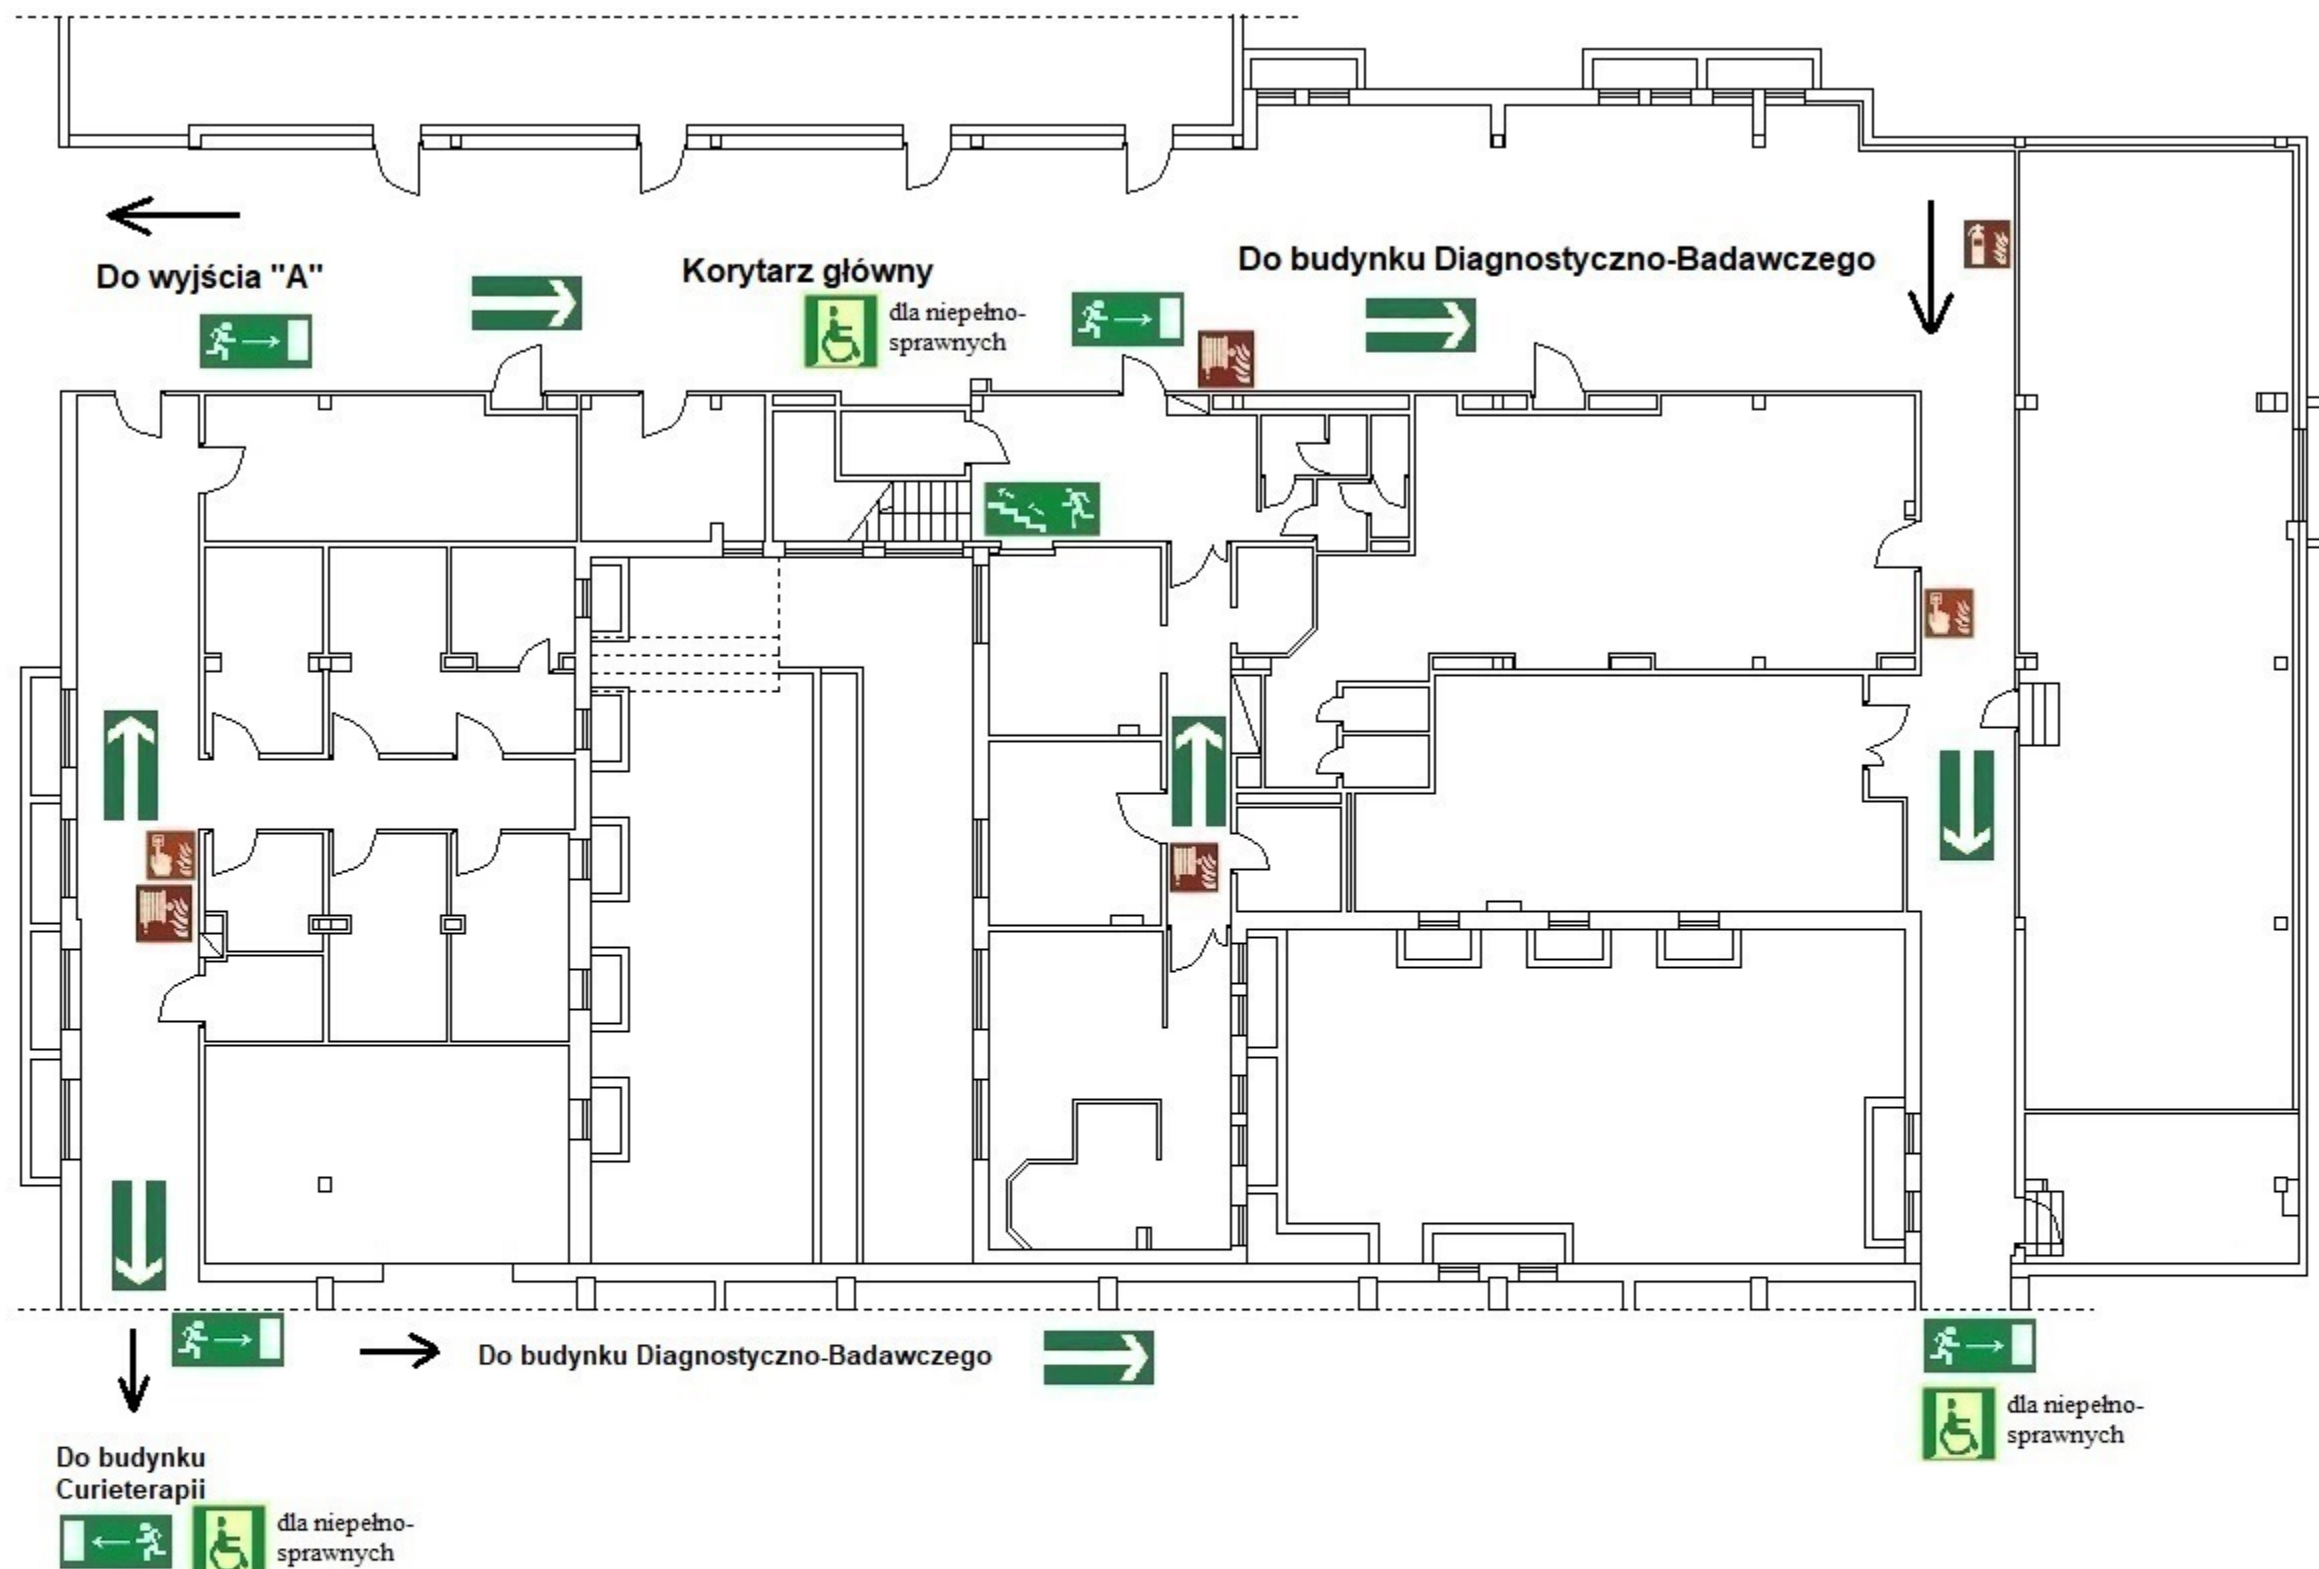 Do wyjścia "A"
Korytarz główny
dla niepełno-
sprawnych
Do budynku Diagnostyczno-Badawczego
Do budynku Diagnostyczno-Badawczego
dla niepełno-
sprawnych
Do budynku
Curieterapii
dla niepełno-
sprawnych